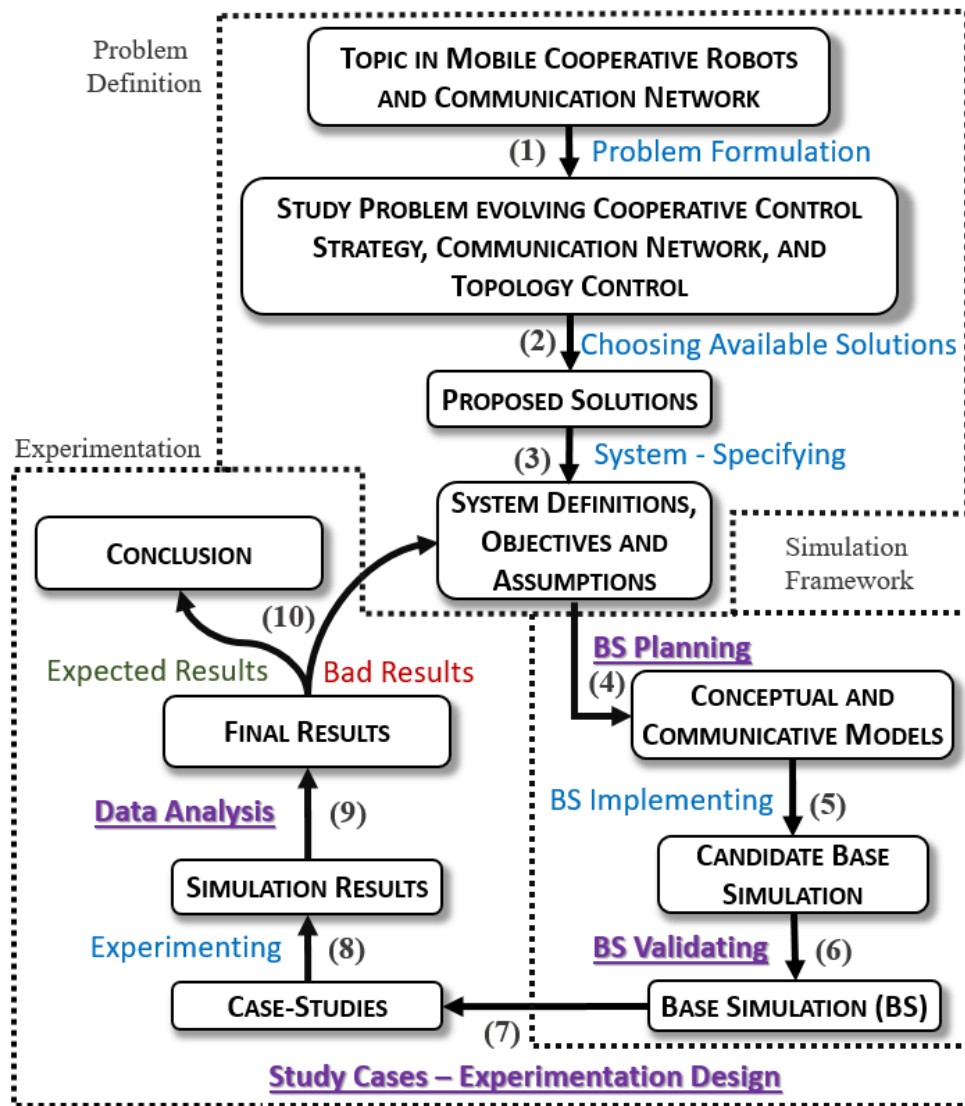 Problem
Definition
TOPIC IN MOBILE COOPERATIVE ROBOTS
AND COMMUNICATION NETWORK
(1)
Problem Formulation
STUDY PROBLEM EVOLVING COOPERATIVE CONTROL
STRATEGY, COMMUNICATION NETWORK, AND
TOPOLOGY CONTROL
(2)
Choosing Available Solutions
PROPOSED SOLUTIONS
(3)
System - Specifying
Experimentation
SYSTEM DEFINITIONS,
OBJECTIVES AND
ASSUMPTIONS
Simulation
Framework
CONCLUSION
(10)
Expected Results
Bad Results
BS Planning
(4)
CONCEPTUAL AND
COMMUNICATIVE MODELS
FINAL RESULTS
BS Implementing
(5)
Data Analysis
(9)
CANDIDATE BASE
SIMULATION
SIMULATION RESULTS
BS Validating
(6)
Experimenting
(8)
BASE SIMULATION (BS)
CASE-STUDIES
(7)
Study Cases – Experimentation Design